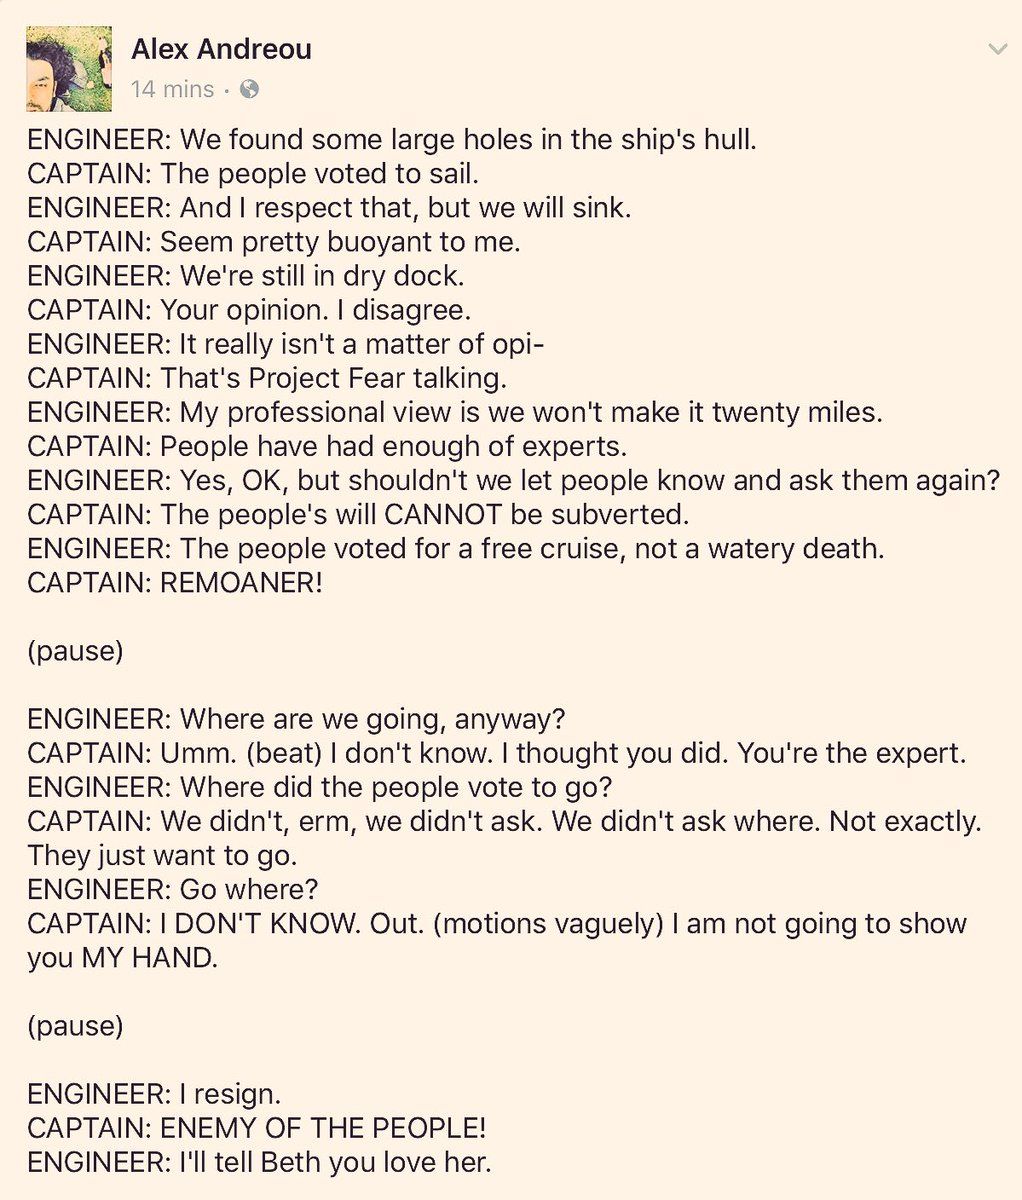 Alex Andreou
14 mins ·
ENGINEER: We found some large holes in the ship's hull.
CAPTAIN: The people voted to sail.
ENGINEER: And I respect that, but we will sink.
CAPTAIN: Seem pretty buoyant to me.
ENGINEER: We're still in dry dock.
CAPTAIN: Your opinion. I disagree.
ENGINEER: It really isn't a matter of opi-
CAPTAIN: That's Project Fear talking.
ENGINEER: My professional view is we won't make it twenty miles.
CAPTAIN: People have had enough of experts.
ENGINEER: Yes, OK, but shouldn't we let people know and ask them again?
CAPTAIN: The people's will CANNOT be subverted.
ENGINEER: The people voted for a free cruise, not a watery death.
CAPTAIN: REMOANER!
(pause)
ENGINEER: Where are we going, anyway?
CAPTAIN: Umm. (beat) I don't know. I thought you did. You're the expert.
ENGINEER: Where did the people vote to go?
CAPTAIN: We didn't, erm, we didn't ask. We didn't ask where. Not exactly.
They just want to go.
ENGINEER: Go where?
CAPTAIN: I DON'T KNOW. Out. (motions vaguely) I am not going to show
you MY HAND.
(pause)
ENGINEER: I resign.
CAPTAIN: ENEMY OF THE PEOPLE!
ENGINEER: I'll tell Beth you love her.